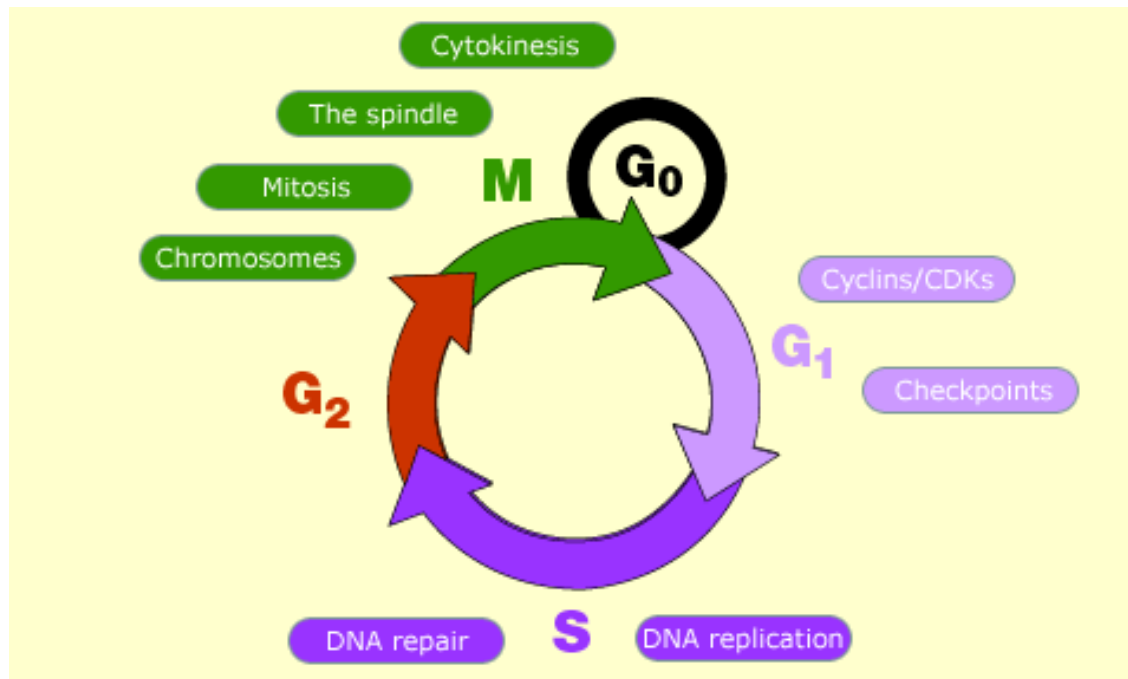 Cytokinesis
The spindle
M
G₀
Mitosis
Chromosomes
Cyclins/CDKs
G₁
Checkpoints
G₂
DNA repair
S
DNA replication